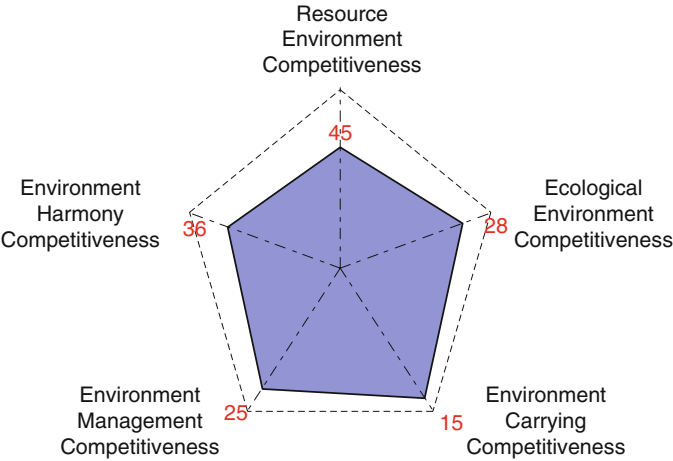 Resource
Environment
Competitiveness
45
Environment
Harmony
Competitiveness
36
Ecological
Environment
Competitiveness
28
Environment
Management
Competitiveness
25
Environment
Carrying
Competitiveness
15